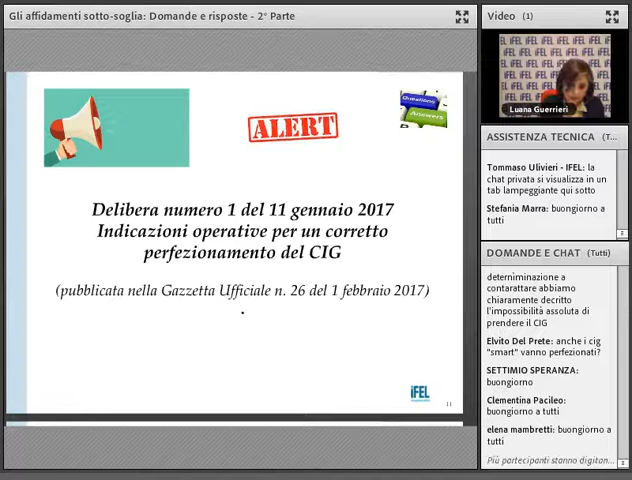 Gli affidamenti sotto-soglia: Domande e risposte - 2° Parte
Questions
Answers
ALERT
Delibera numero 1 del 11 gennaio 2017
Indicazioni operative per un corretto
perfezionamento del CIG
(pubblicata nella Gazzetta Ufficiale n. 26 del 1 febbraio 2017)
.
iFEL
11
Video (1)
Luana Guerrieri
ASSISTENZA TECNICA (T...
Tommaso Ulivieri - IFEL: la
chat privata si visualizza in un
tab lampeggiante qui sotto
Stefania Marra: buongiorno a
tutti
DOMANDE E CHAT (Tutti)
determinazione a
contarattare abbiamo
chiaramente decritto
l'impossibilità assoluta di
prendere il CIG
Elvito Del Prete: anche i cig
"smart" vanno perfezionati?
SETTIMIO SPERANZA:
buongiorno
Clementina Pacileo:
buongiorno a tutti
elena mambretti: buongiorno a
tutti
Più partecipanti stanno digitan...